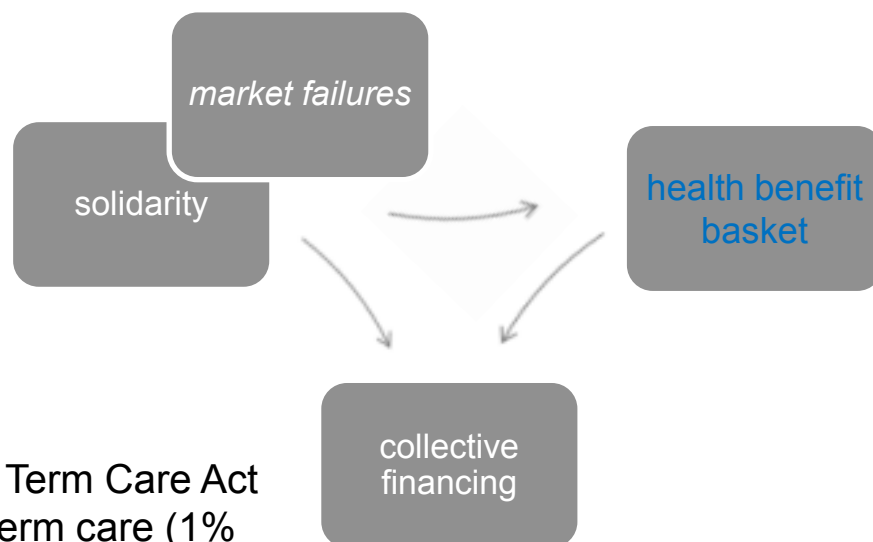 market failures
solidarity
health benefit
basket
collective
financing
Term Care Act
erm care (1%